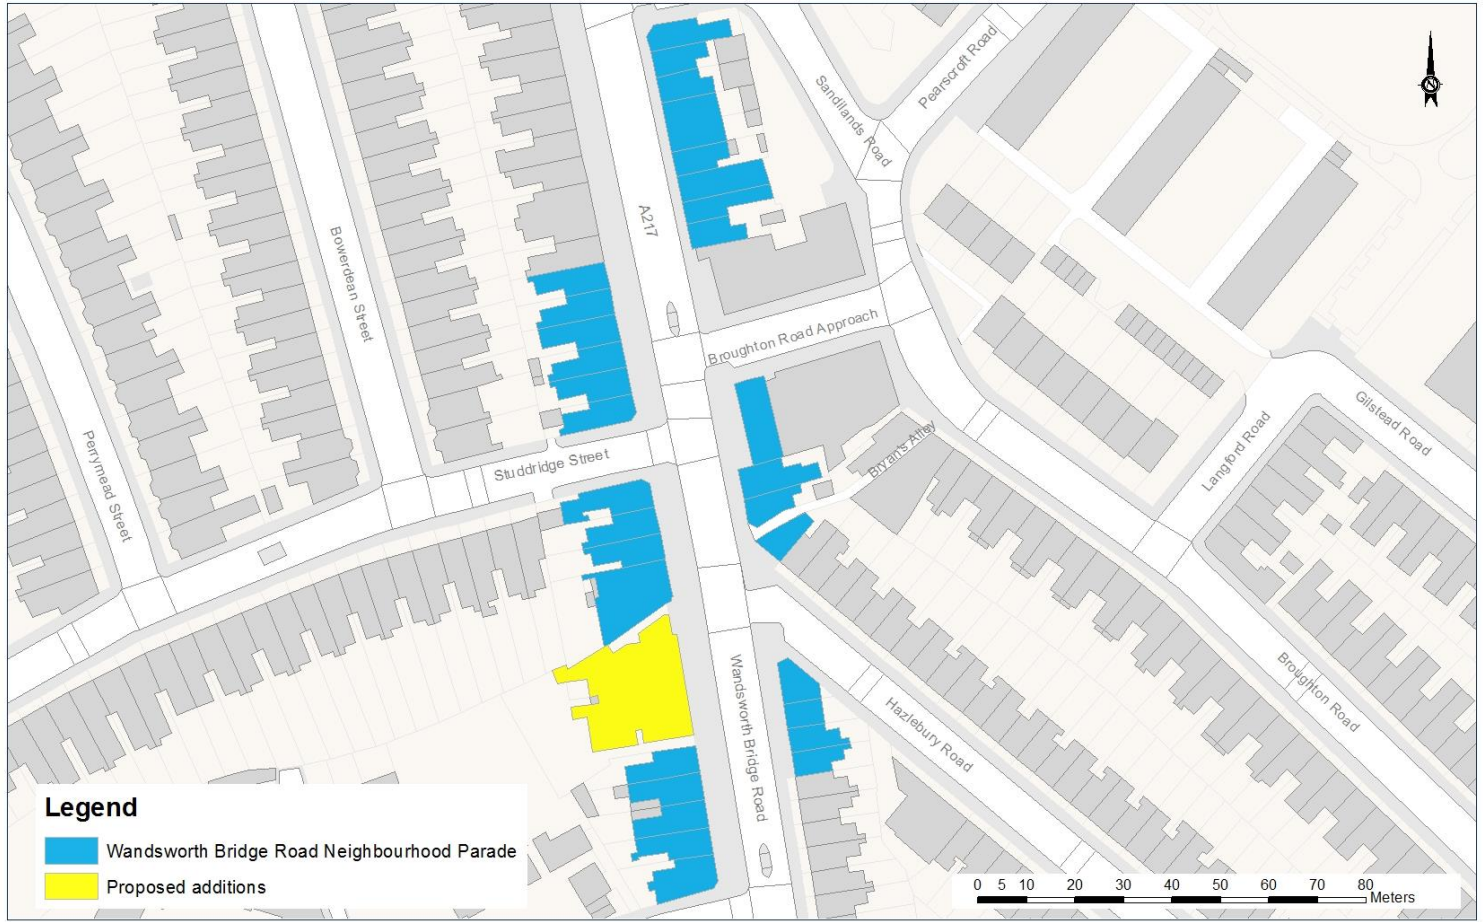 Pearscroft Road
Sandilands Road
A217
Bowerdean Street
Broughton Road Approach
Gilstead Road
Langford Road
Bryan's Alley
Studdridge Street
Perrymead Street
Wandsworth Bridge Road
Hazlebury Road
Broughton Road
N
Legend
Wandsworth Bridge Road Neighbourhood Parade
Proposed additions
0 5 10 20 30 40 50 60 70 80
Meters